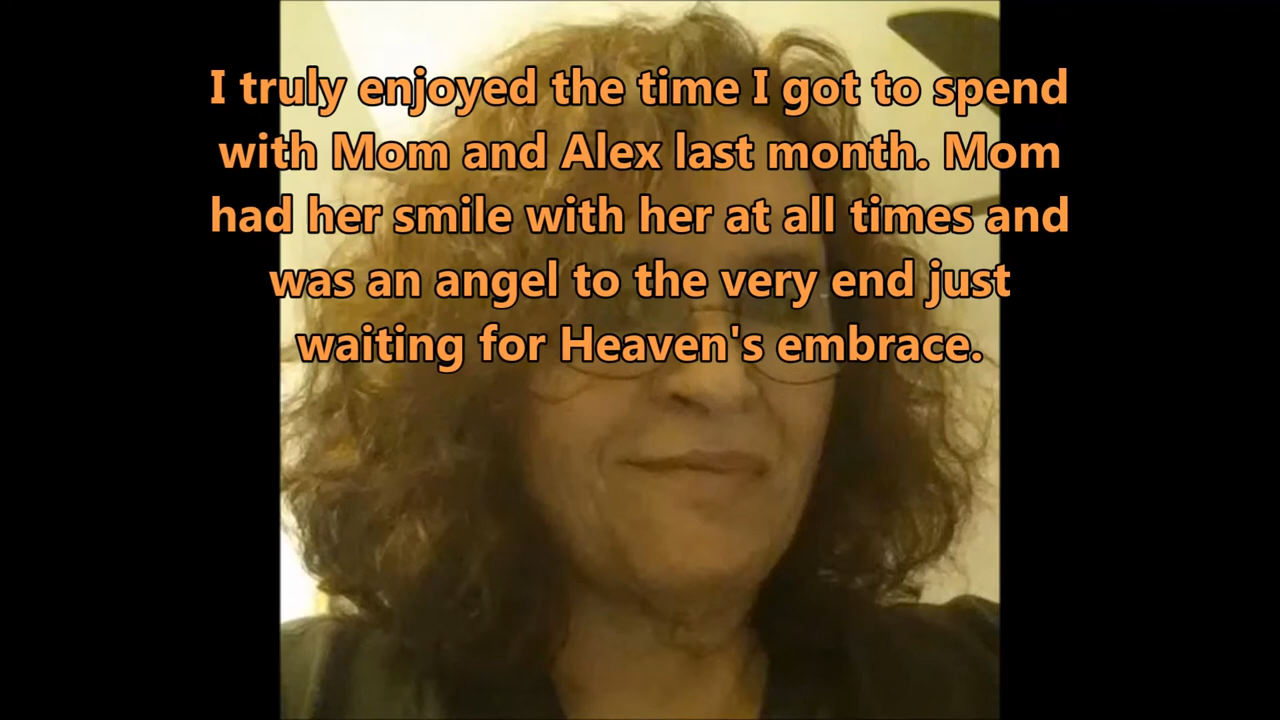 I truly enjoyed the time I got to spend
with Mom and Alex last month. Mom
had her smile with her at all times and
was an angel to the very end just
waiting for Heaven's embrace.